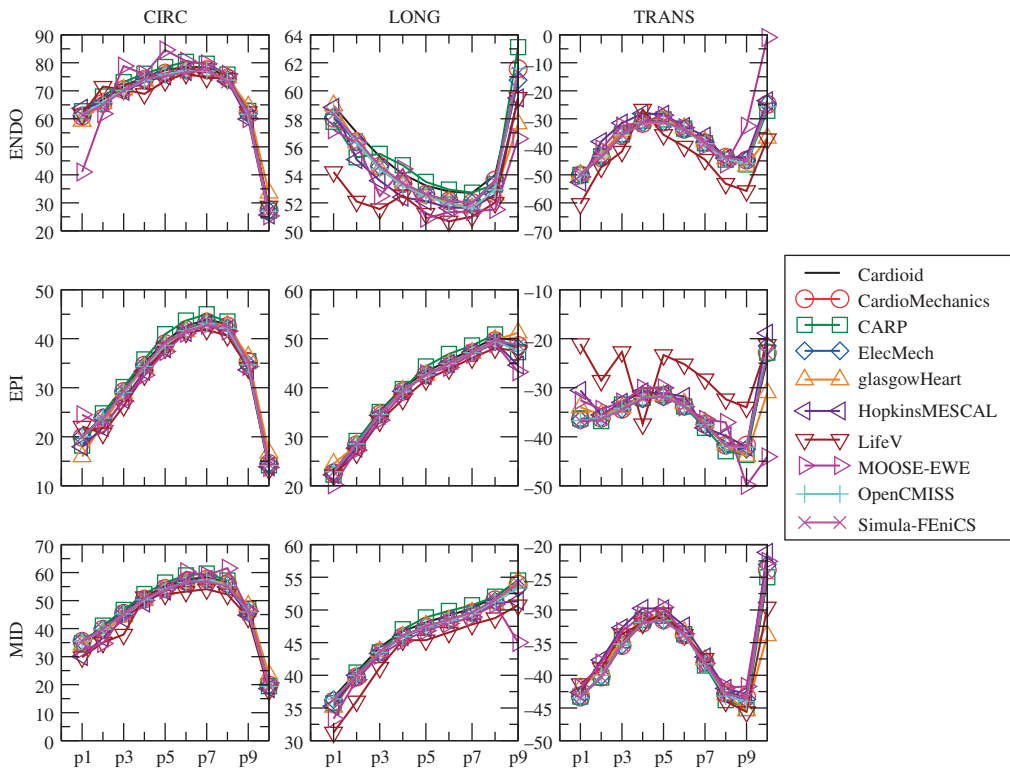 CIRC LONG TRANS
ENDO
90 64 0
80 62 –10
70 60 –30
60 58 –30
50 56 –40
40 54 –50
30 52 –60
20 50 –70
EPI
50 60 –10
40 50 –20
30 40 –30
20 30 –40
10 20 –50
MID
70 60 –20
60 55 –25
50 50 –30
40 45 –35
30 40 –40
20 35 –45
10
0 30 –50
p1 p3 p5 p7 p9 p1 p3 p5 p7 p9 p1 p3 p5 p7 p9
Cardioid
CardioMechanics
CARP
ElecMech
glasgowHeart
HopkinsMESCAL
LifeV
MOOSE-EWE
OpenCMISS
Simula-FEniCS